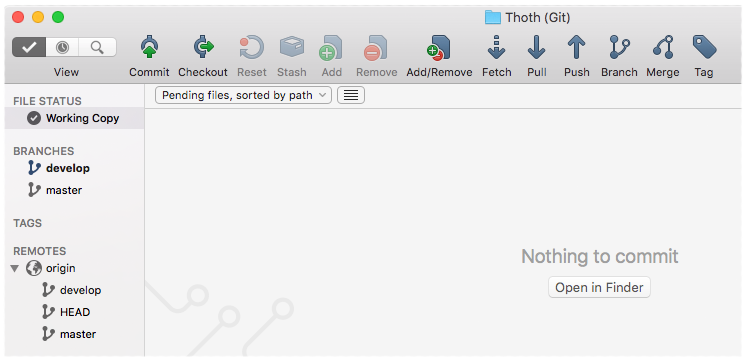 Thoth (Git)
View
Commit
Checkout
Reset
Stash
Add
Remove
Add/Remove
Fetch
Pull
Push
Branch
Merge
Tag
FILE STATUS
Working Copy
BRANCHES
develop
master
TAGS
REMOTES
origin
develop
HEAD
master
Pending files, sorted by path
Nothing to commit
Open in Finder